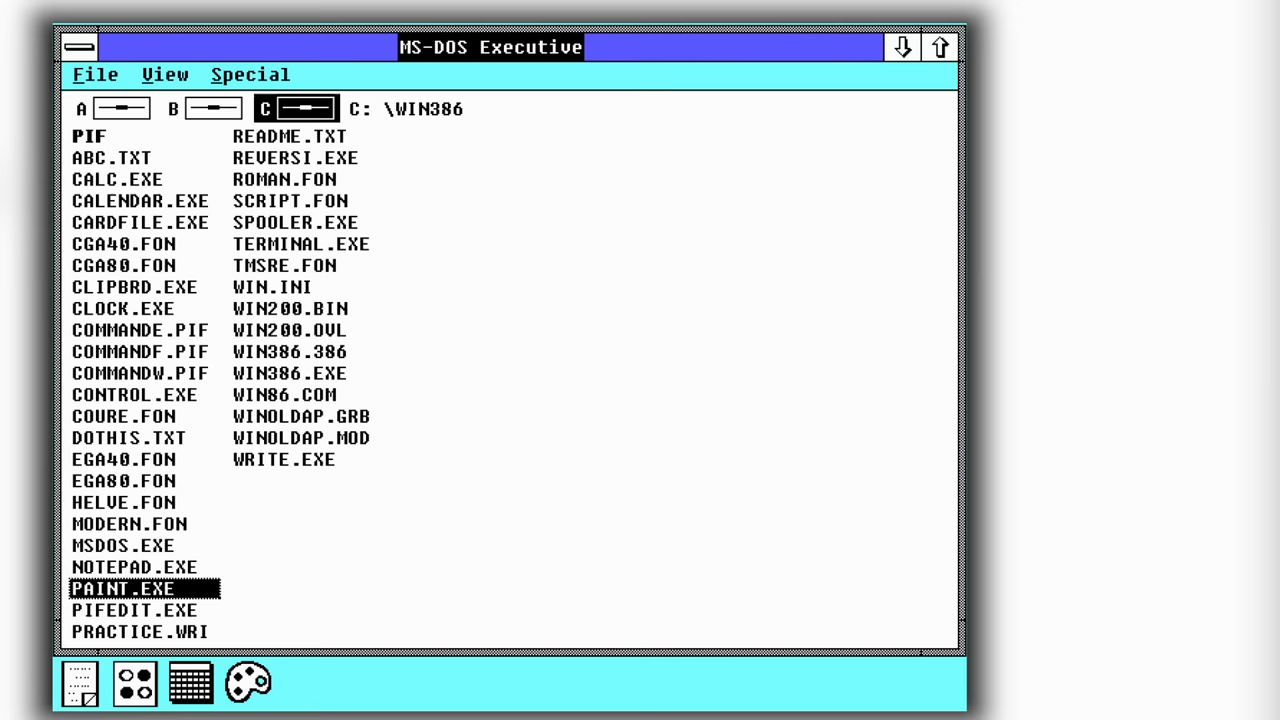 MS-DOS Executive
File View Special
A B C C: \WIN386
PIF README.TXT
ABC.TXT REVERSI.EXE
CALC.EXE ROMAN.FON
CALENDAR.EXE SCRIPT.FON
CARDFILE.EXE SPOOLER.EXE
CGA40.FON TERMINAL.EXE
CGA80.FON TMSRE.FON
CLIPBRD.EXE WIN.INI
CLOCK.EXE WIN200.BIN
COMMANDE.PIF WIN200.OVL
COMMANDF.PIF WIN386.386
COMMANDW.PIF WIN386.EXE
CONTROL.EXE WIN86.COM
COURE.FON WINOLDAP.GRB
DOTHIS.TXT WINOLDAP.MOD
EGA40.FON WRITE.EXE
EGA80.FON
HELVE.FON
MODERN.FON
MSDOS.EXE
NOTEPAD.EXE
PAINT.EXE
PIFEDIT.EXE
PRACTICE.WRI